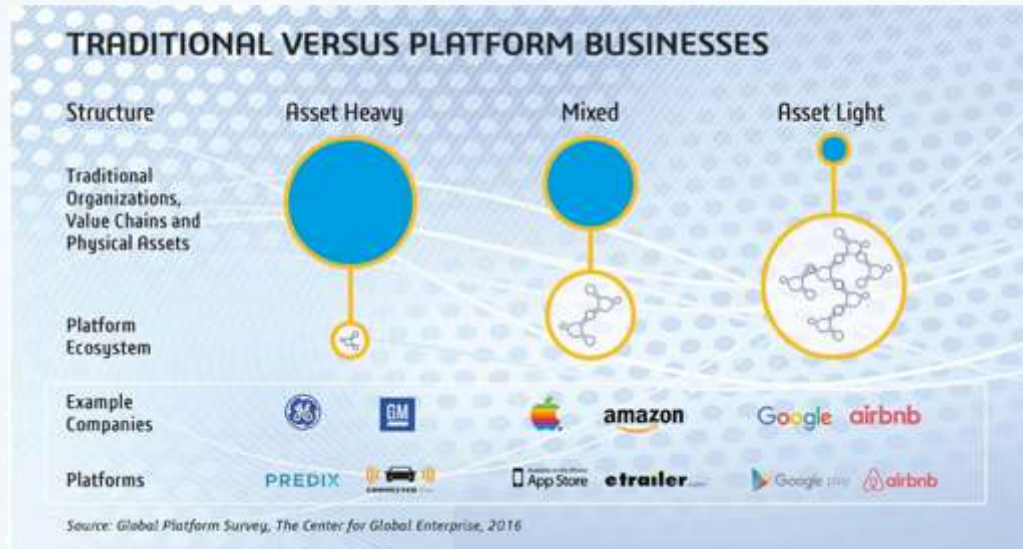 TRADITIONAL VERSUS PLATFORM BUSINESSES
Structure
Asset Heavy
Mixed
Asset Light
Traditional
Organizations,
Value Chains and
Physical Assets
Platform
Ecosystem
Example
Companies
GE
GM
amazon
Google
airbnb
Platforms
PREDIX
App Store
etrailer
Google play
airbnb
Source: Global Platform Survey, The Center for Global Enterprise, 2016